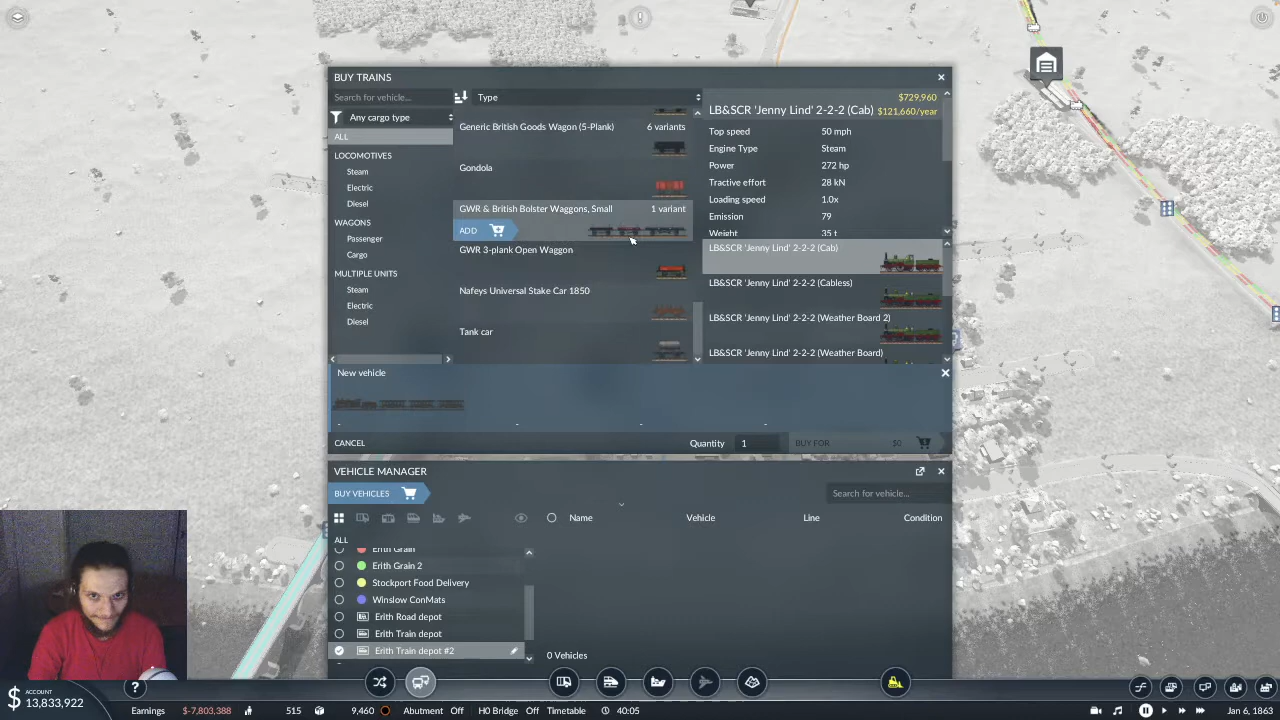 BUY TRAINS
Search for vehicle...
Type
Any cargo type
ALL
LOCOMOTIVES
Steam
Electric
Diesel
WAGONS
Passenger
Cargo
MULTIPLE UNITS
Steam
Electric
Diesel
Generic British Goods Wagon (5-Plank) 6 variants
Gondola
GWR & British Bolster Waggons, Small 1 variant
ADD
GWR 3-plank Open Waggon
Nafeys Universal Stake Car 1850
Tank car
$729,960
LB&SCR 'Jenny Lind' 2-2-2 (Cab) $121,660/year
Top speed 50 mph
Engine Type Steam
Power 272 hp
Tractive effort 28 kN
Loading speed 1.0x
Emission 79
Weight 35 t
LB&SCR 'Jenny Lind' 2-2-2 (Cab)
LB&SCR 'Jenny Lind' 2-2-2 (Cabless)
LB&SCR 'Jenny Lind' 2-2-2 (Weather Board 2)
LB&SCR 'Jenny Lind' 2-2-2 (Weather Board)
New vehicle
- - - -
CANCEL Quantity 1 BUY FOR $0
VEHICLE MANAGER
BUY VEHICLES Search for vehicle...
Name Vehicle Line Condition
ALL
Erith Grain
Erith Grain 2
Stockport Food Delivery
Winslow ConMats
Erith Road depot
Erith Train depot
Erith Train depot #2
0 Vehicles
ACCOUNT
$ 13,833,922
?
Earnings $-7,803,388 515 9,460 Abutment Off H0 Bridge Off Timetable 40:05 Jan 6, 1863